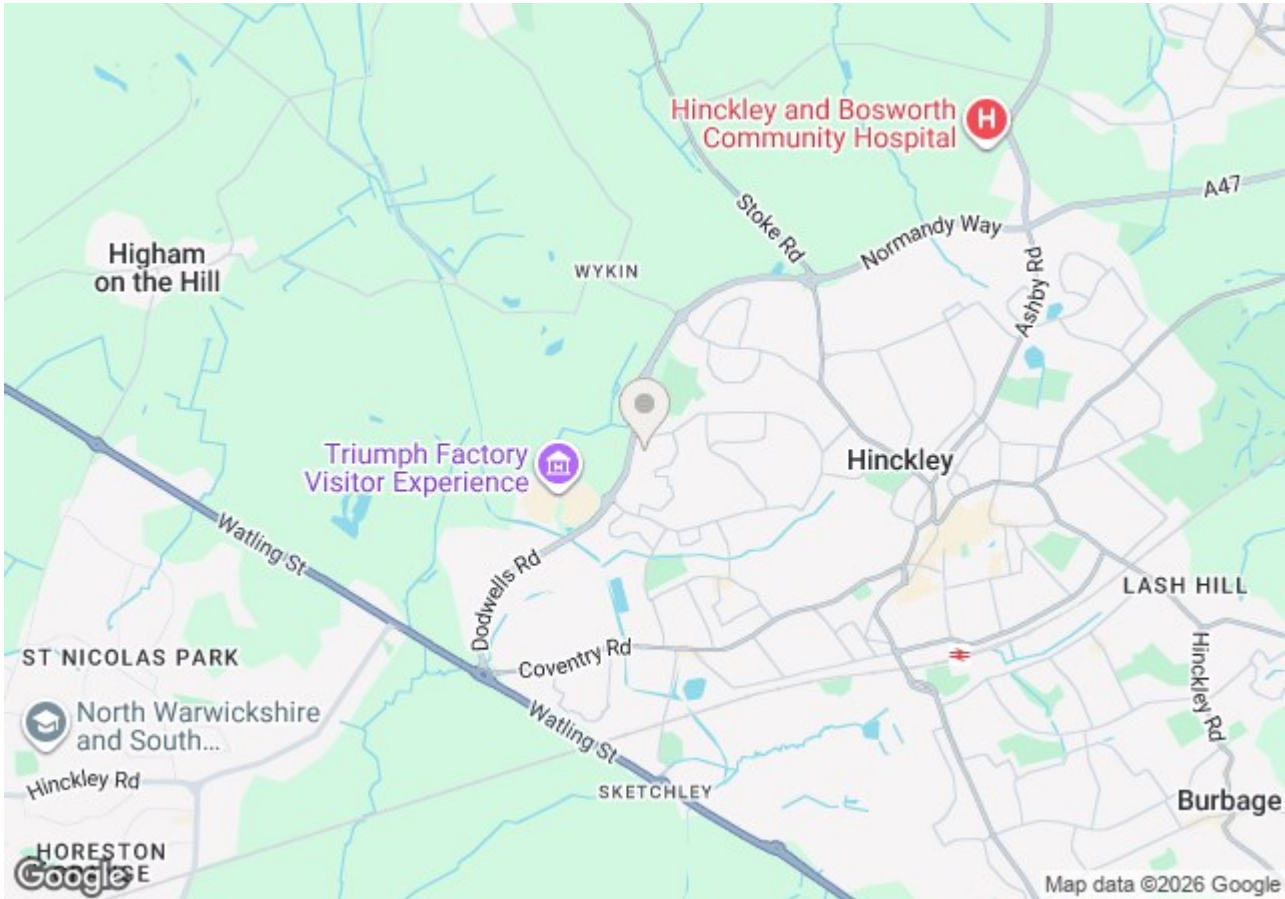 Hinckley and Bosworth
Community Hospital
H
A47
Stoke Rd
Normandy Way
Ashby Rd
Higham
on the Hill
WYKIN
Triumph Factory
Visitor Experience
Hinckley
Watling St
Dodwells Rd
LASH HILL
Coventry Rd
ST NICOLAS PARK
Hinckley Rd
North Warwickshire
and South...
Watling St
Hinckley Rd
SKETCHLEY
Burbage
HORESTON
Google
Map data ©2026 Google